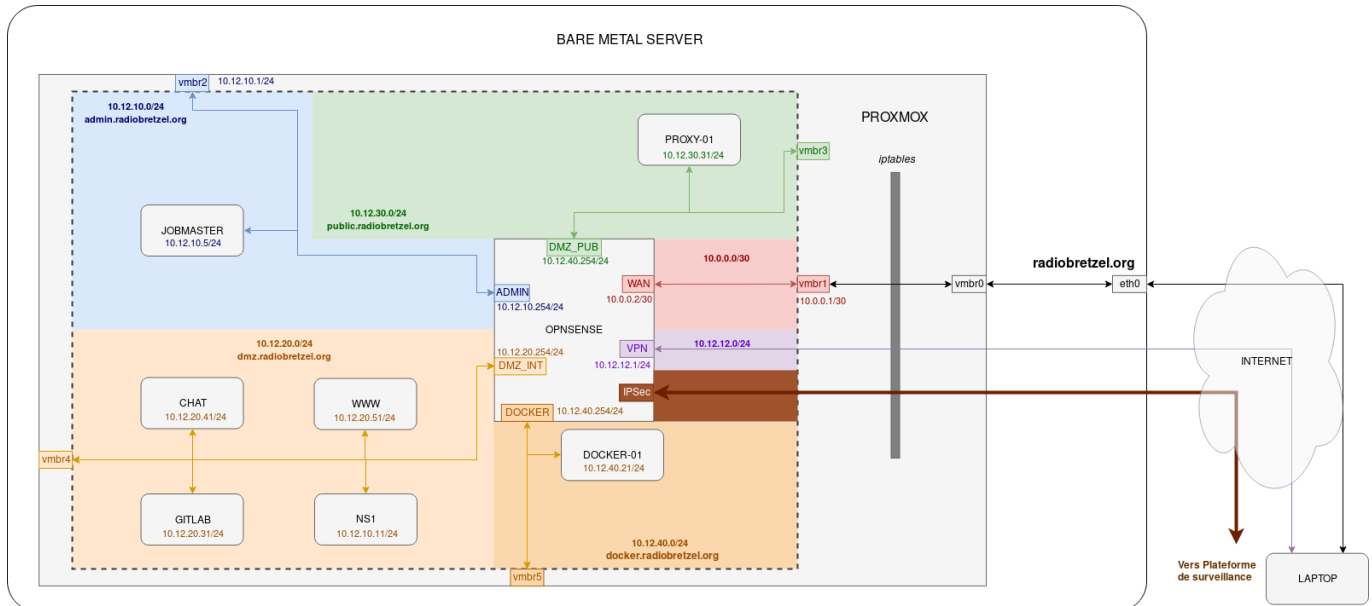 BARE METAL SERVER
vmbr2
10.12.10.1/24
10.12.10.0/24
admin.radiobretzel.org
PROXMOX
PROXY-01
10.12.30.31/24
vmbr3
iptables
JOBMASTER
10.12.10.5/24
10.12.30.0/24
public.radiobretzel.org
DMZ_PUB
10.12.40.254/24
10.0.0.0/30
radiobretzel.org
WAN
10.0.0.2/30
vmbr1
10.0.0.1/30
vmbr0
eth0
ADMIN
10.12.10.254/24
OPNSENSE
10.12.20.0/24
dmz.radiobretzel.org
10.12.20.254/24
DMZ_INT
VPN
10.12.12.1/24
10.12.12.0/24
INTERNET
IPSec
CHAT
10.12.20.41/24
WWW
10.12.20.51/24
DOCKER
10.12.40.254/24
DOCKER-01
10.12.40.21/24
vmbr4
GITLAB
10.12.20.31/24
NS1
10.12.10.11/24
10.12.40.0/24
docker.radiobretzel.org
vmbr5
Vers Plateforme
de surveillance
LAPTOP